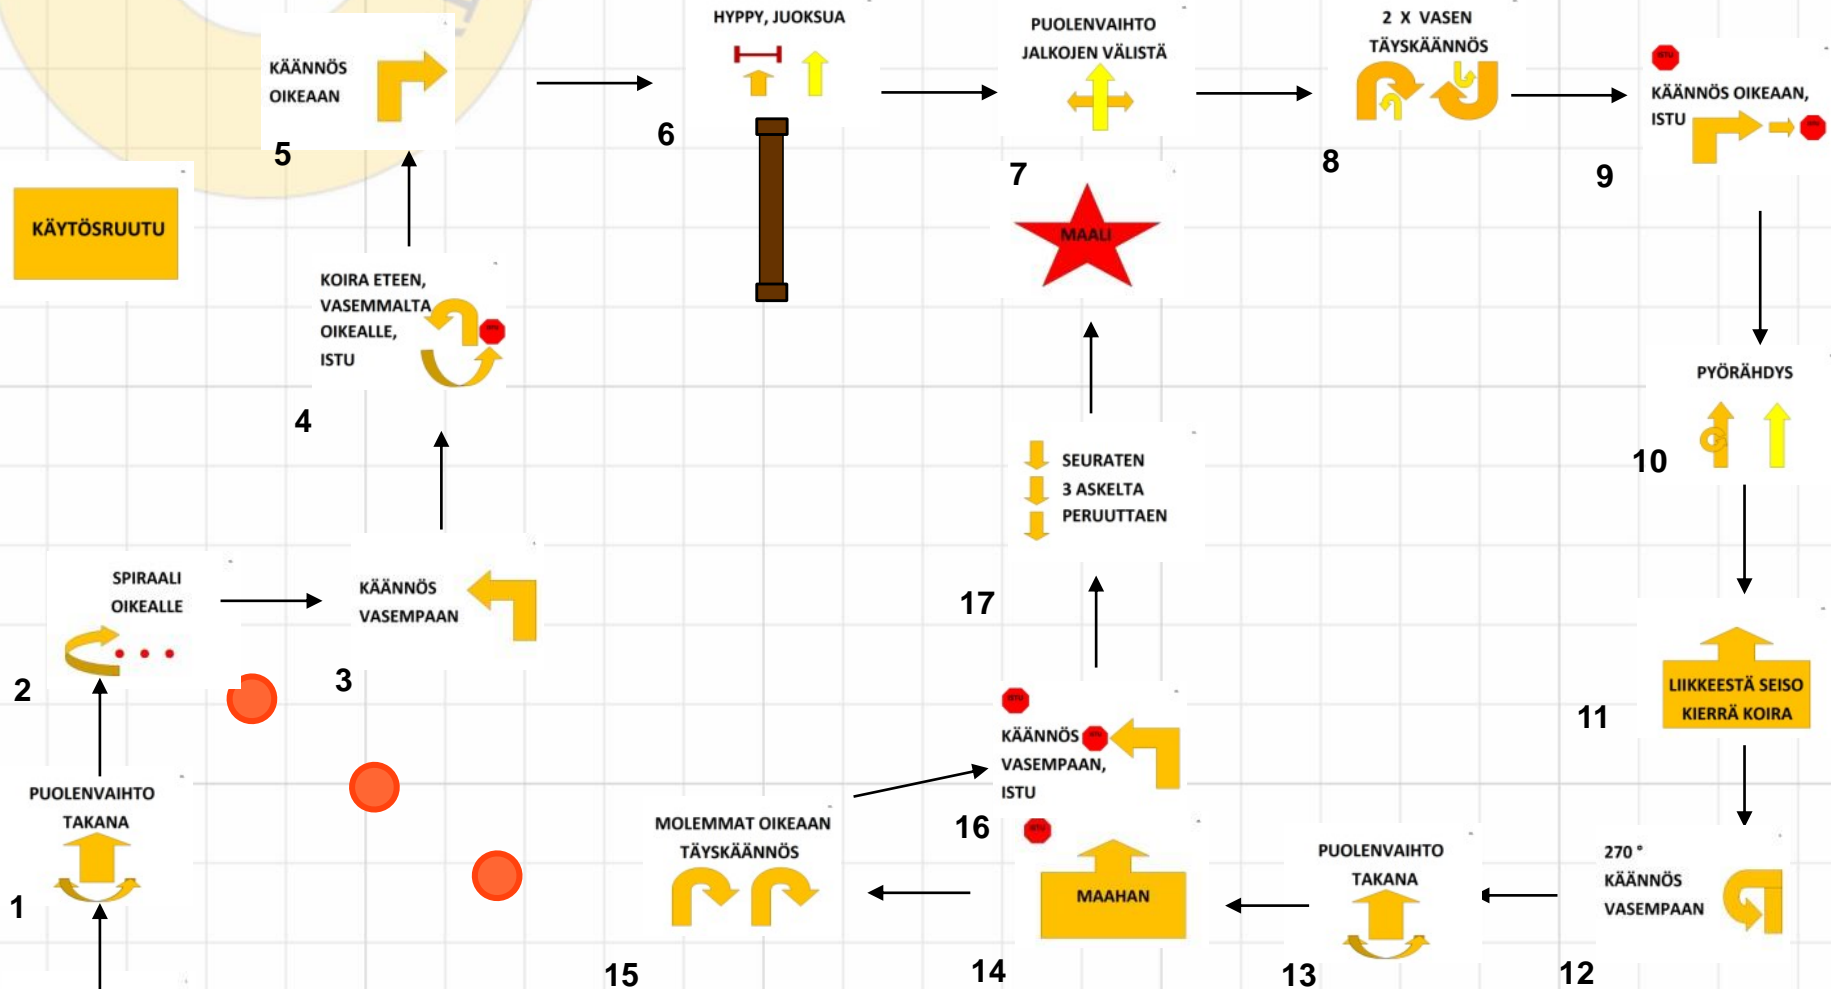 KÄÄNNÖS
OIKEAAN
5
HYPPY, JUOKSUA
6
PUOLENVAIHTO
JALKOJEN VÄLISTÄ
7
2 X VASEN
TÄYSKÄÄNNÖS
8
KÄÄNNÖS OIKEAAN,
ISTU
9
KÄYTÖSRUUTU
KOIRA ETEEN,
VASEMMALTA
OIKEALLE,
ISTU
4
MAALI
PYÖRÄHDYS
10
SEURATEN
3 ASKELTA
PERUUTTAEN
17
SPIRAALI
OIKEALLE
2
KÄÄNNÖS
VASEMPAAN
3
LIIKKEESTÄ SEISO
KIERRÄ KOIRA
11
ISTU
KÄÄNNÖS
VASEMPAAN,
ISTU
16
PUOLENVAIHTO
TAKANA
1
MOLEMMAT OIKEAAN
TÄYSKÄÄNNÖS
15
ISTU
MAAHAN
14
PUOLENVAIHTO
TAKANA
13
270 °
KÄÄNNÖS
VASEMPAAN
12